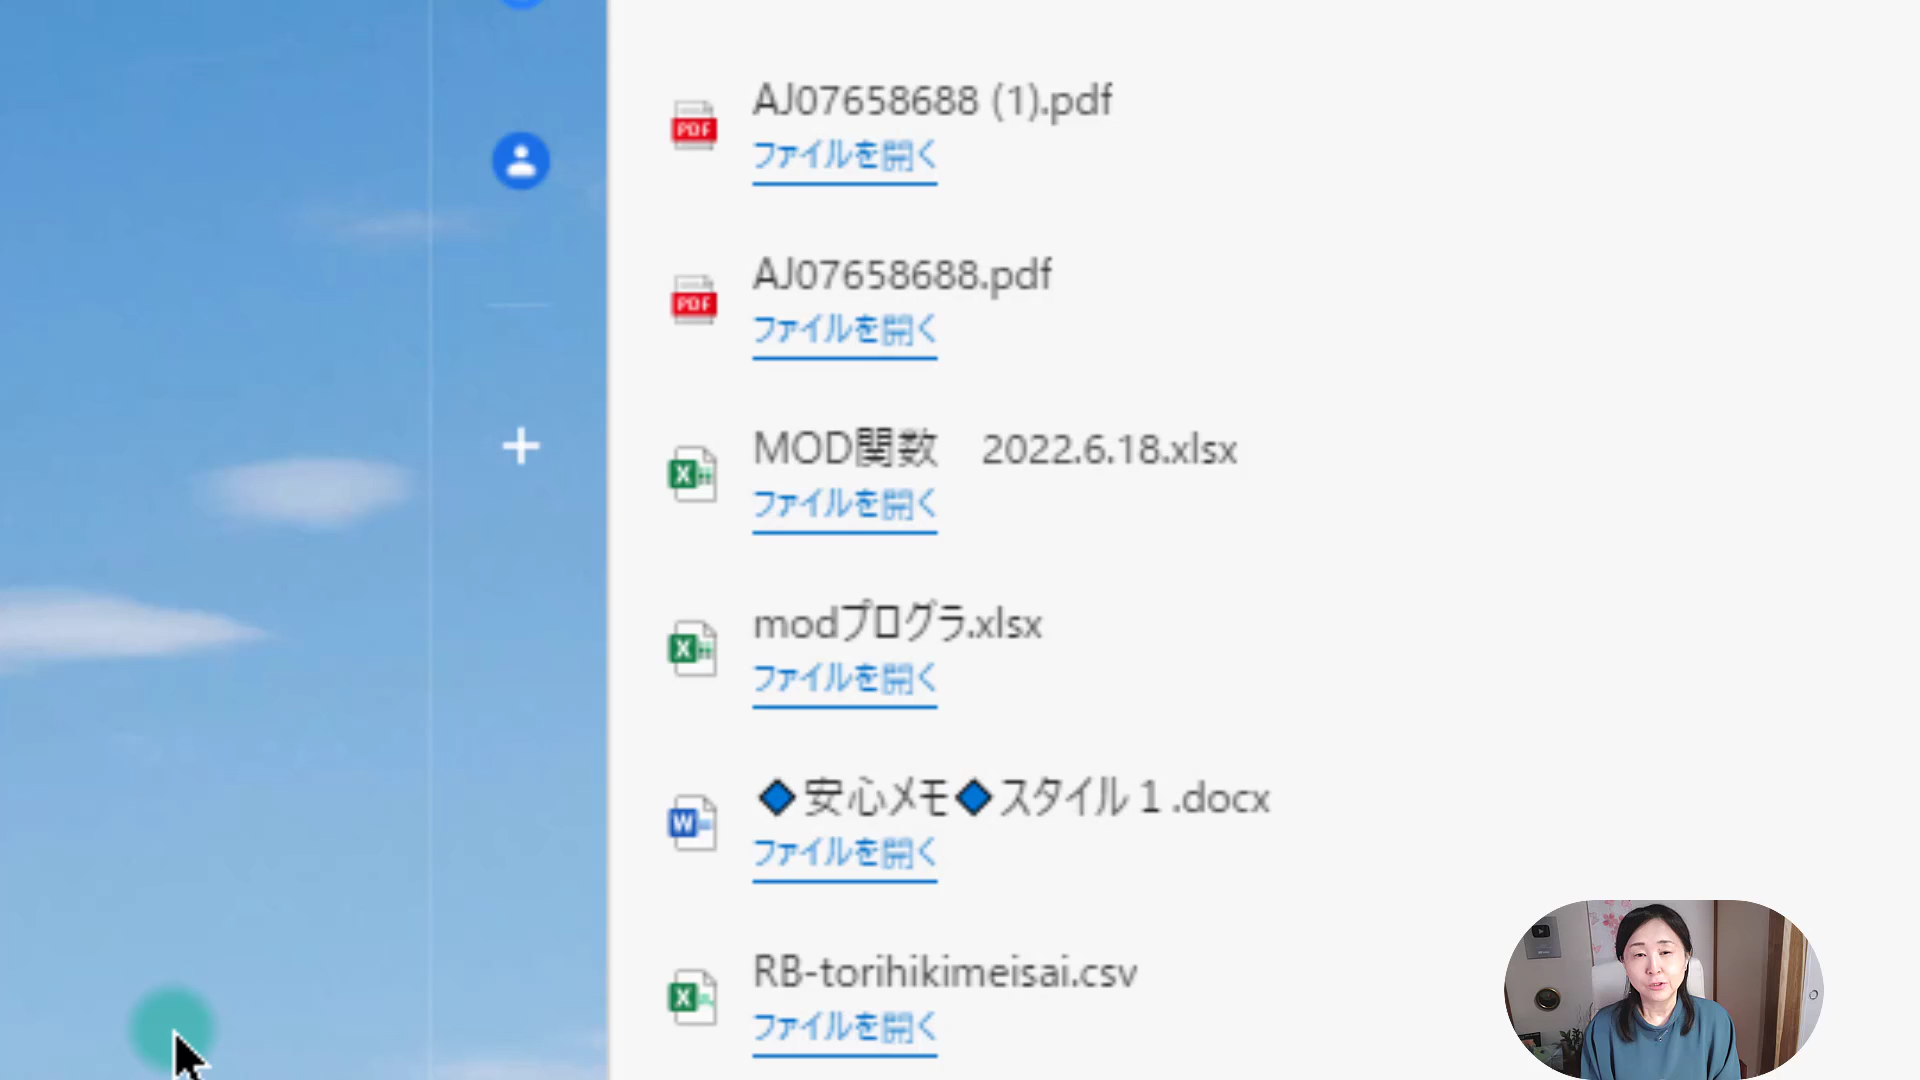 AJ07658688 (1).pdf
ファイルを開く
AJ07658688.pdf
ファイルを開く
MOD関数　2022.6.18.xlsx
ファイルを開く
modプログラ.xlsx
ファイルを開く
🔷安心メモ🔷スタイル１.docx
ファイルを開く
RB-torihikimeisai.csv
ファイルを開く